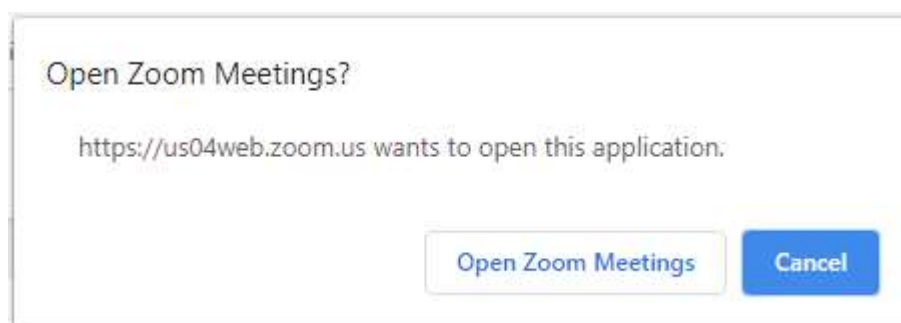 Open Zoom Meetings?
https://us04web.zoom.us wants to open this application.
Open Zoom Meetings
Cancel